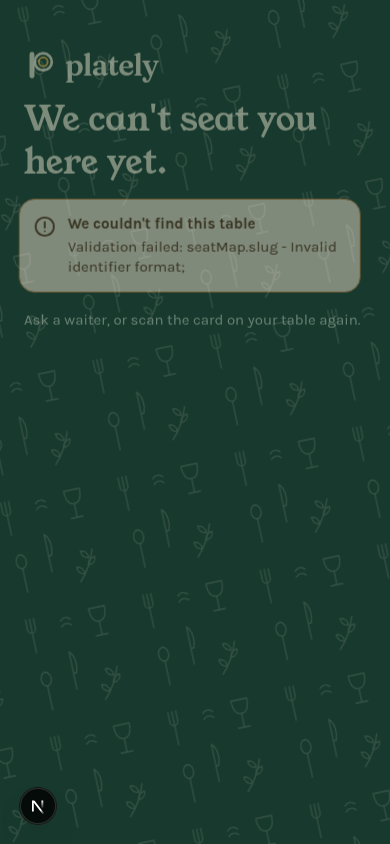 plately
We can't seat you
here yet.
We couldn't find this table
Validation failed: seatMap.slug - Invalid
identifier format;
Ask a waiter, or scan the card on your table again.
N